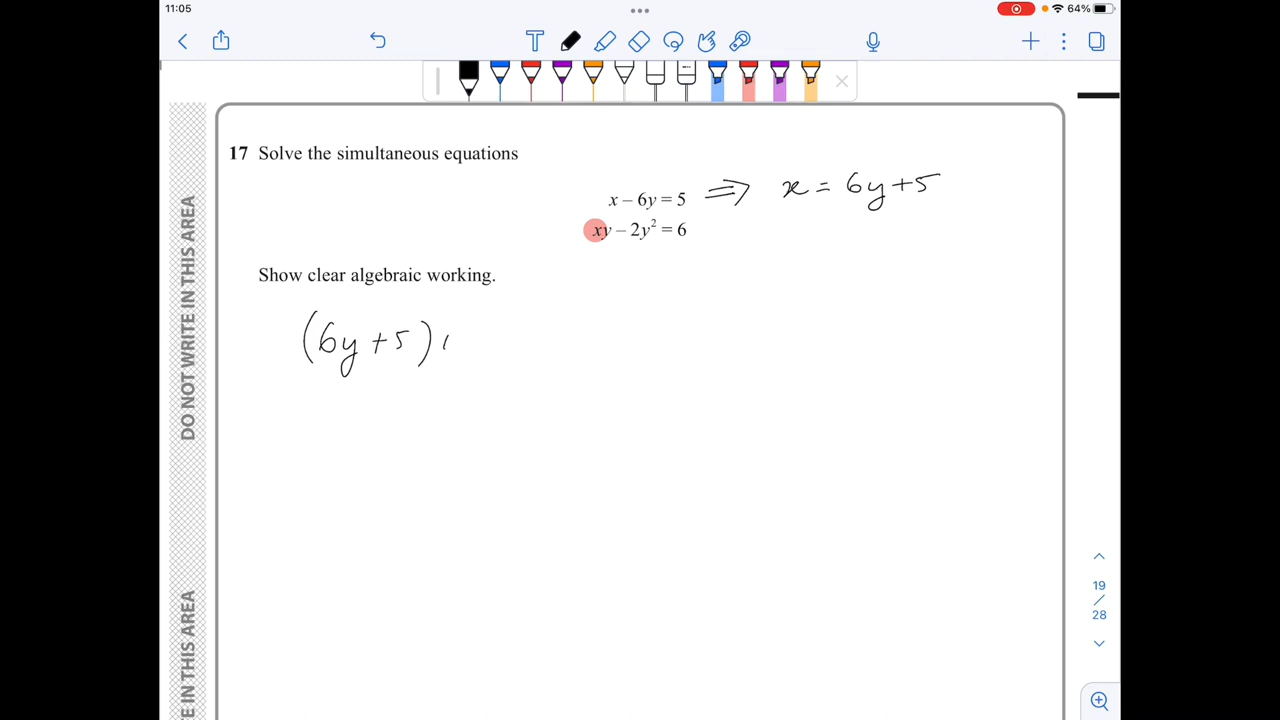 11:05
64%
17 Solve the simultaneous equations
x – 6y = 5 ⟹ x = 6y + 5
xy – 2y² = 6
Show clear algebraic working.
(6y + 5)
DO NOT WRITE IN THIS AREA
E IN THIS AREA
19
/
28